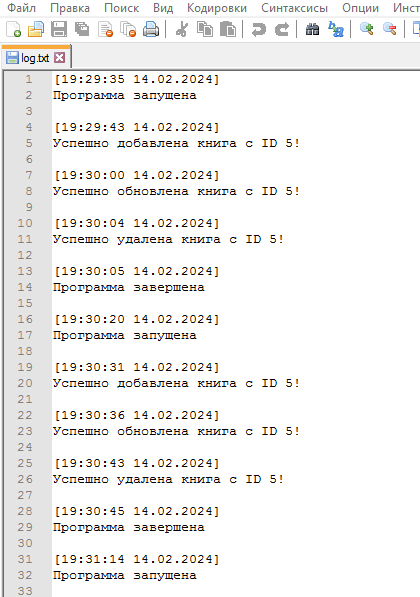 Файл Правка Поиск Вид Кодировки Синтаксисы Опции Инст
log.txt
1 [19:29:35 14.02.2024]
2 Программа запущена
3
4 [19:29:43 14.02.2024]
5 Успешно добавлена книга с ID 5!
6
7 [19:30:00 14.02.2024]
8 Успешно обновлена книга с ID 5!
9
10 [19:30:04 14.02.2024]
11 Успешно удалена книга с ID 5!
12
13 [19:30:05 14.02.2024]
14 Программа завершена
15
16 [19:30:20 14.02.2024]
17 Программа запущена
18
19 [19:30:31 14.02.2024]
20 Успешно добавлена книга с ID 5!
21
22 [19:30:36 14.02.2024]
23 Успешно обновлена книга с ID 5!
24
25 [19:30:43 14.02.2024]
26 Успешно удалена книга с ID 5!
27
28 [19:30:45 14.02.2024]
29 Программа завершена
30
31 [19:31:14 14.02.2024]
32 Программа запущена
33